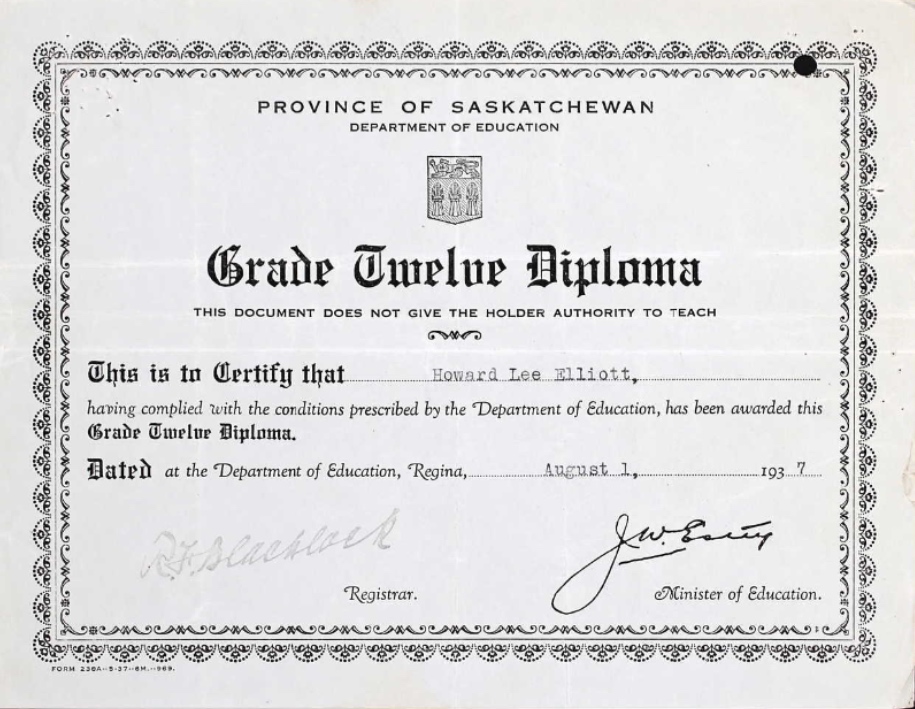 PROVINCE OF SASKATCHEWAN
DEPARTMENT OF EDUCATION
Grade Twelve Diploma
THIS DOCUMENT DOES NOT GIVE THE HOLDER AUTHORITY TO TEACH
This is to Certify that Howard Lee Elliott,
having complied with the conditions prescribed by the Department of Education, has been awarded this
Grade Twelve Diploma.
Dated at the Department of Education, Regina, August 1, 1937
R.F. Blacklock J.W. Estey
Registrar. Minister of Education.
FORM 236A--5-37--6M.--969.